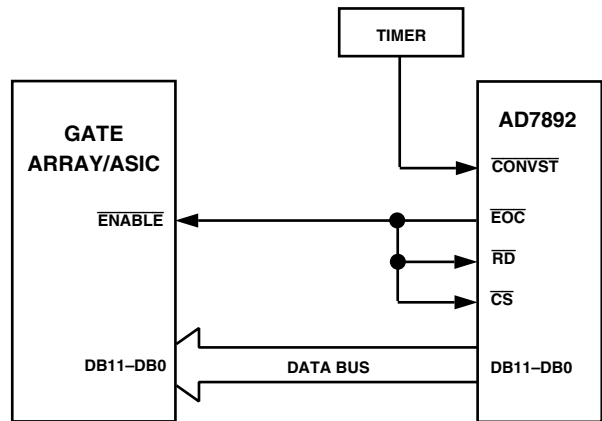 TIMER
GATE
ARRAY/ASIC
AD7892
CONVST
ENABLE
EOC
RD
CS
DB11–DB0
DATA BUS
DB11–DB0